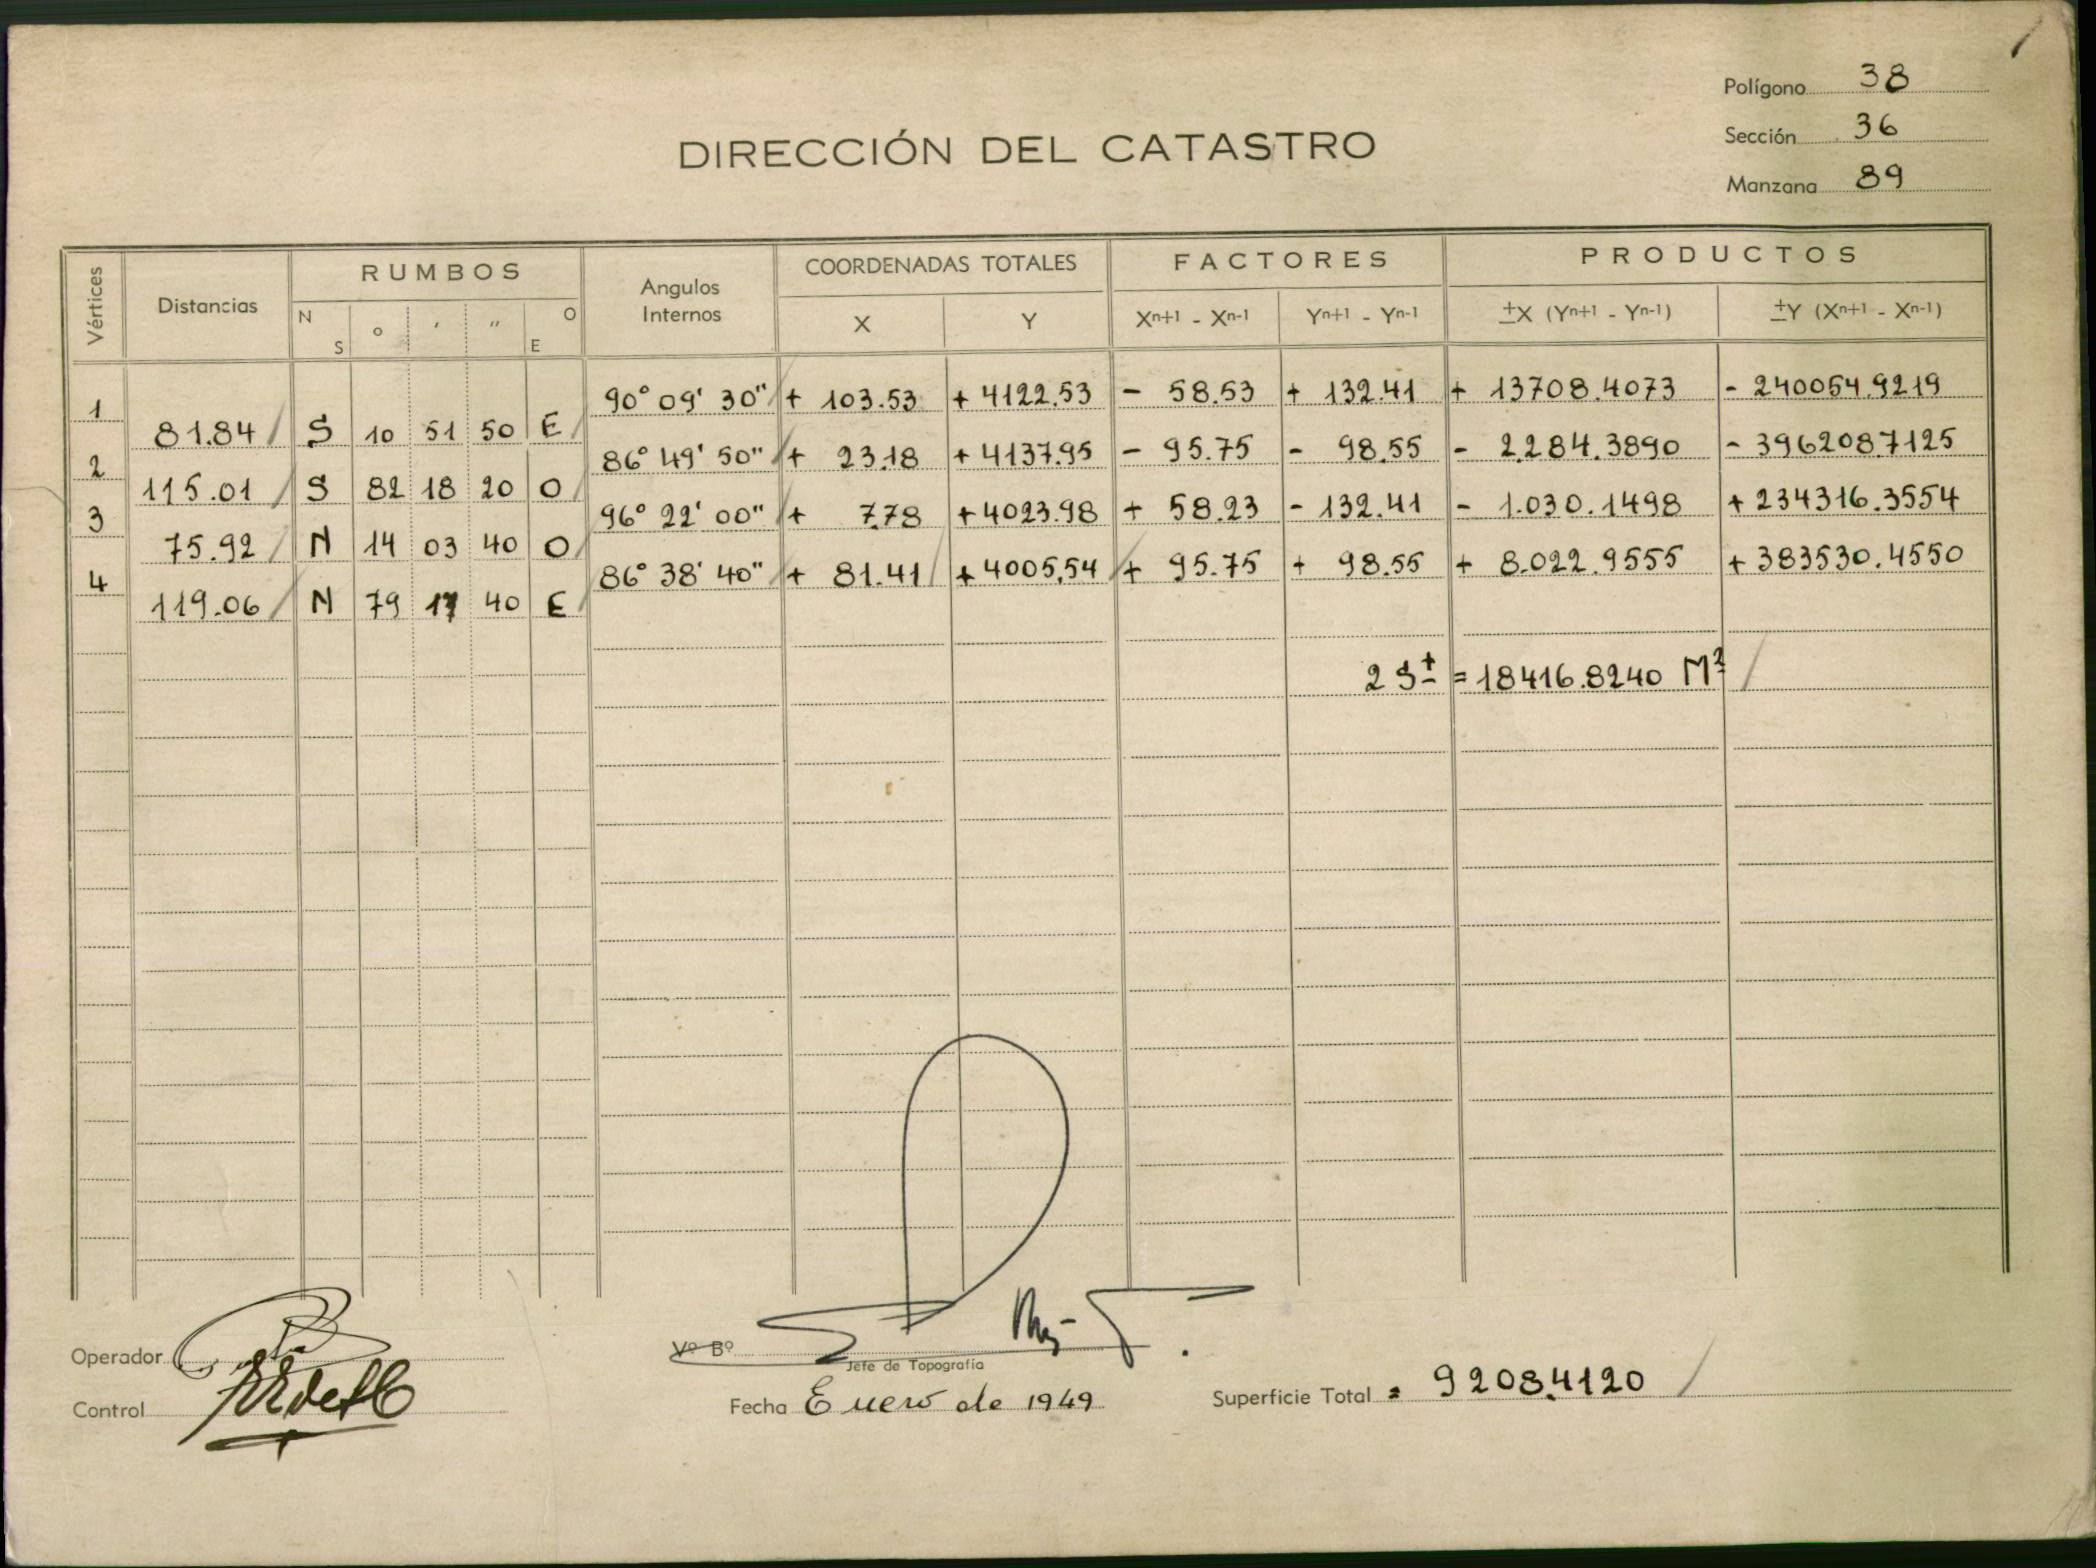 Polígono 38
Sección 36
Manzana 89
DIRECCIÓN DEL CATASTRO
Vértices Distancias RUMBOS Angulos Internos COORDENADAS TOTALES FACTORES PRODUCTOS
N S ° ' " O E X Y Xn+1 - Xn-1 Yn+1 - Yn-1 ±X (Yn+1 - Yn-1) ±Y (Xn+1 - Xn-1)
1 90° 09' 30" + 103.53 + 4122.53 - 58.53 + 132.41 + 13708.4073 - 240054.9219
81.84 S 10 51 50 E
2 86° 49' 50" + 23.18 + 4137.95 - 95.75 - 98.55 - 2.284.3890 - 396208.7125
115.01 S 82 18 20 O
3 96° 22' 00" + 7.78 + 4023.98 + 58.23 - 132.41 - 1.030.1498 + 234316.3554
75.92 N 14 03 40 O
4 86° 38' 40" + 81.41 + 4005,54 + 95.75 + 98.55 + 8.022.9555 + 383530.4550
119.06 N 79 17 40 E
2 S ± = 18416.8240 M²
Operador
Vº Bº
Jefe de Topografía
Control
Fecha Enero de 1949
Superficie Total = 9208.4120